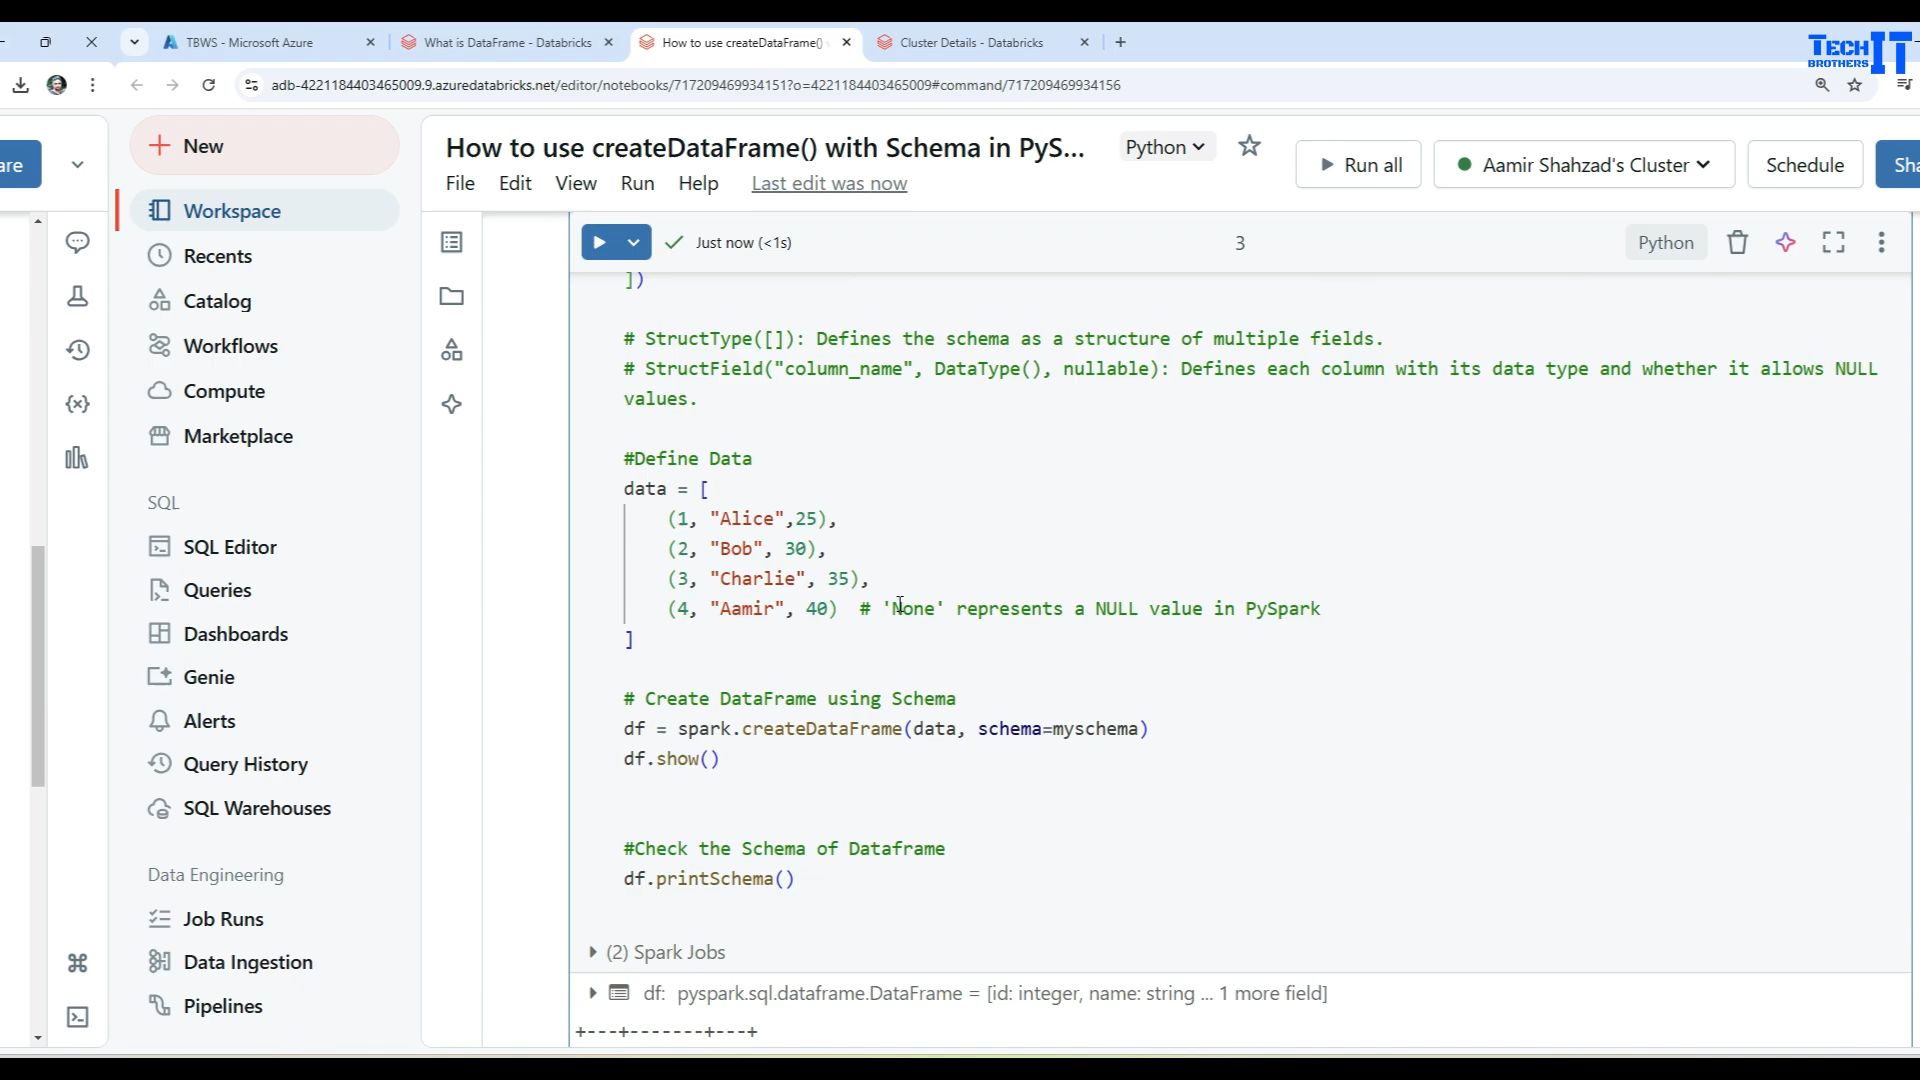 TBWS - Microsoft Azure
What is DataFrame - Databricks
How to use createDataFrame()
Cluster Details - Databricks
TECH IT
BROTHERS
adb-4221184403465009.9.azuredatabricks.net/editor/notebooks/717209469934151?o=4221184403465009#command/717209469934156
are
New
How to use createDataFrame() with Schema in PyS...
Python
File Edit View Run Help Last edit was now
Run all
Aamir Shahzad's Cluster
Schedule
Sha
Workspace
Recents
Catalog
Workflows
Compute
Marketplace
SQL
SQL Editor
Queries
Dashboards
Genie
Alerts
Query History
SQL Warehouses
Data Engineering
Job Runs
Data Ingestion
Pipelines
Just now (<1s)
3
Python
])
# StructType([]): Defines the schema as a structure of multiple fields.
# StructField("column_name", DataType(), nullable): Defines each column with its data type and whether it allows NULL
values.
#Define Data
data = [
(1, "Alice",25),
(2, "Bob", 30),
(3, "Charlie", 35),
(4, "Aamir", 40)  # 'None' represents a NULL value in PySpark
]
# Create DataFrame using Schema
df = spark.createDataFrame(data, schema=myschema)
df.show()
#Check the Schema of Dataframe
df.printSchema()
(2) Spark Jobs
df: pyspark.sql.dataframe.DataFrame = [id: integer, name: string ... 1 more field]
+---+-------+---+